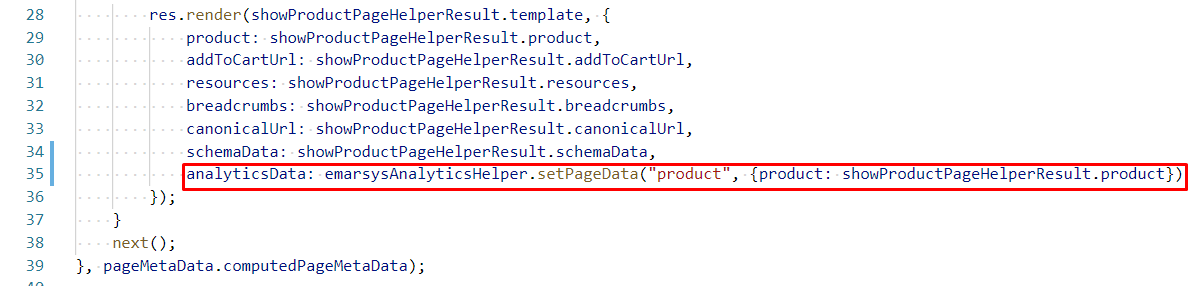 28 res.render(showProductPageHelperResult.template, {
29 product: showProductPageHelperResult.product,
30 addToCartUrl: showProductPageHelperResult.addToCartUrl,
31 resources: showProductPageHelperResult.resources,
32 breadcrumbs: showProductPageHelperResult.breadcrumbs,
33 canonicalUrl: showProductPageHelperResult.canonicalUrl,
34 schemaData: showProductPageHelperResult.schemaData,
35 analyticsData: emarsysAnalyticsHelper.setPageData("product", {product: showProductPageHelperResult.product})
36 });
37 }
38 next();
39 }, pageMetaData.computedPageMetaData);